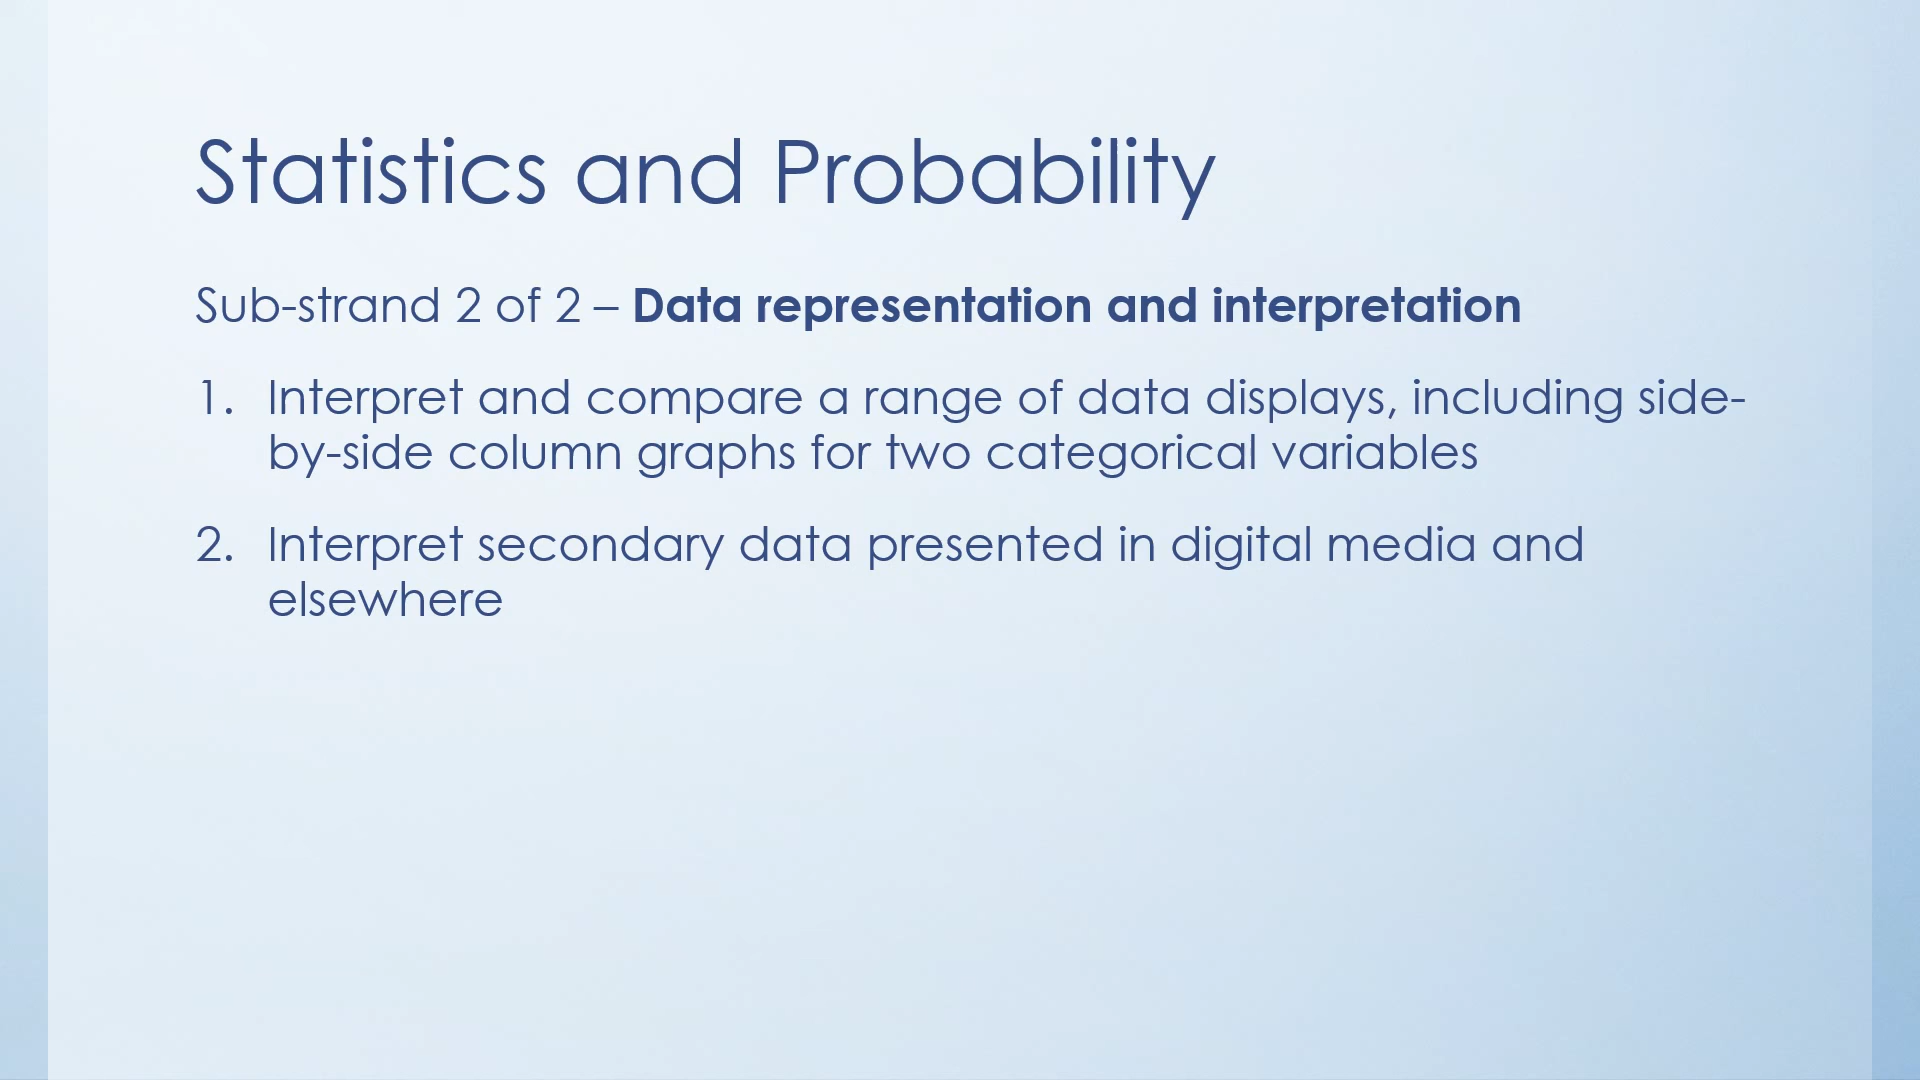 Statistics and Probability
Sub-strand 2 of 2 – Data representation and interpretation
1. Interpret and compare a range of data displays, including side-
by-side column graphs for two categorical variables
2. Interpret secondary data presented in digital media and
elsewhere